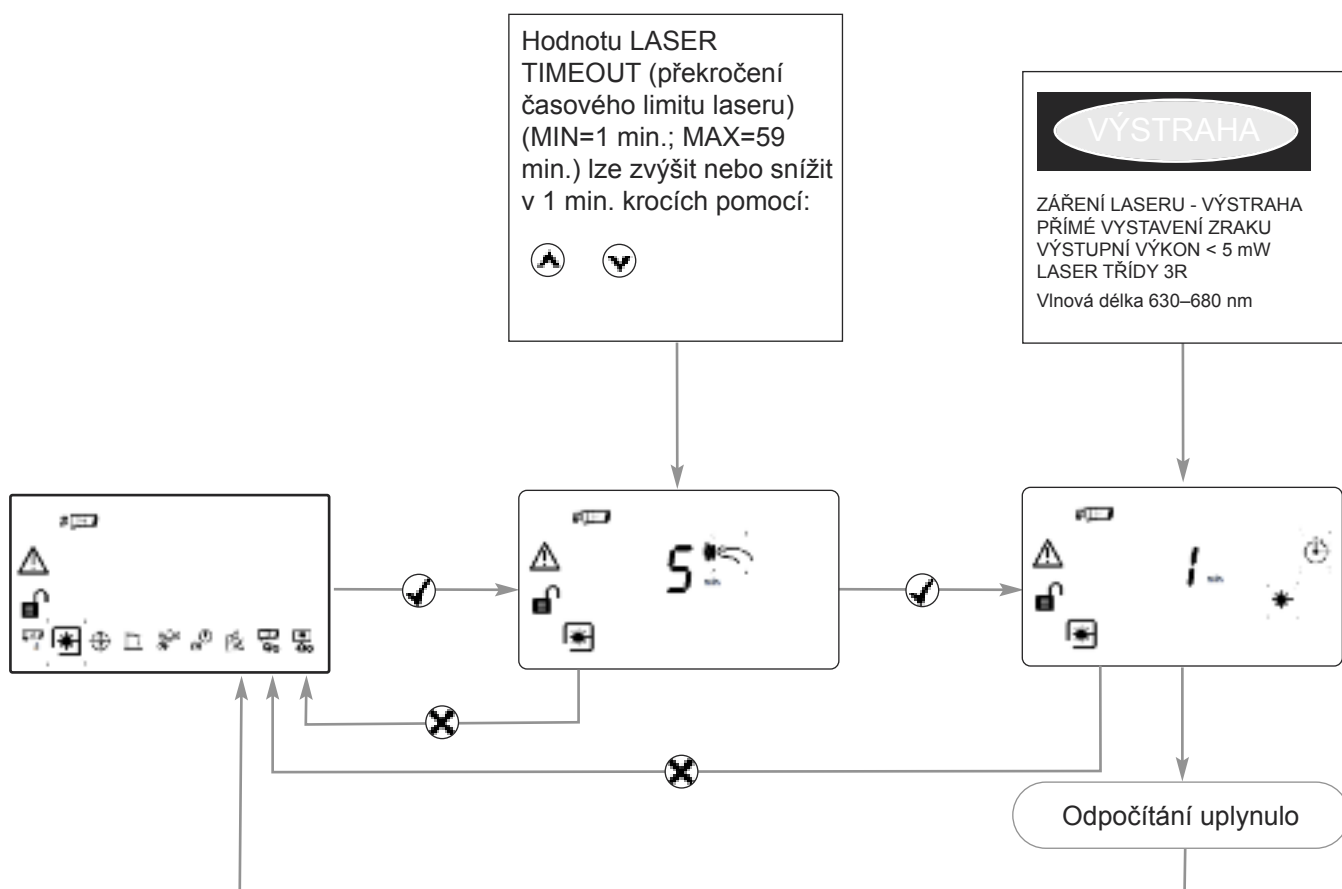 Hodnotu LASER
TIMEOUT (překročení
časového limitu laseru)
(MIN=1 min.; MAX=59
min.) lze zvýšit nebo snížit
v 1 min. krocích pomocí:
VÝSTRAHA
ZÁŘENÍ LASERU - VÝSTRAHA
PŘÍMÉ VYSTAVENÍ ZRAKU
VÝSTUPNÍ VÝKON < 5 mW
LASER TŘÍDY 3R
Vlnová délka 630–680 nm
5 min
1 min
Odpočítání uplynulo